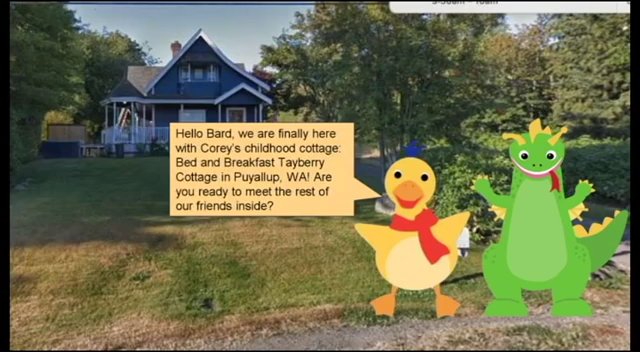 Hello Bard, we are finally here
with Corey's childhood cottage:
Bed and Breakfast Tayberry
Cottage in Puyallup, WA! Are
you ready to meet the rest of
our friends inside?